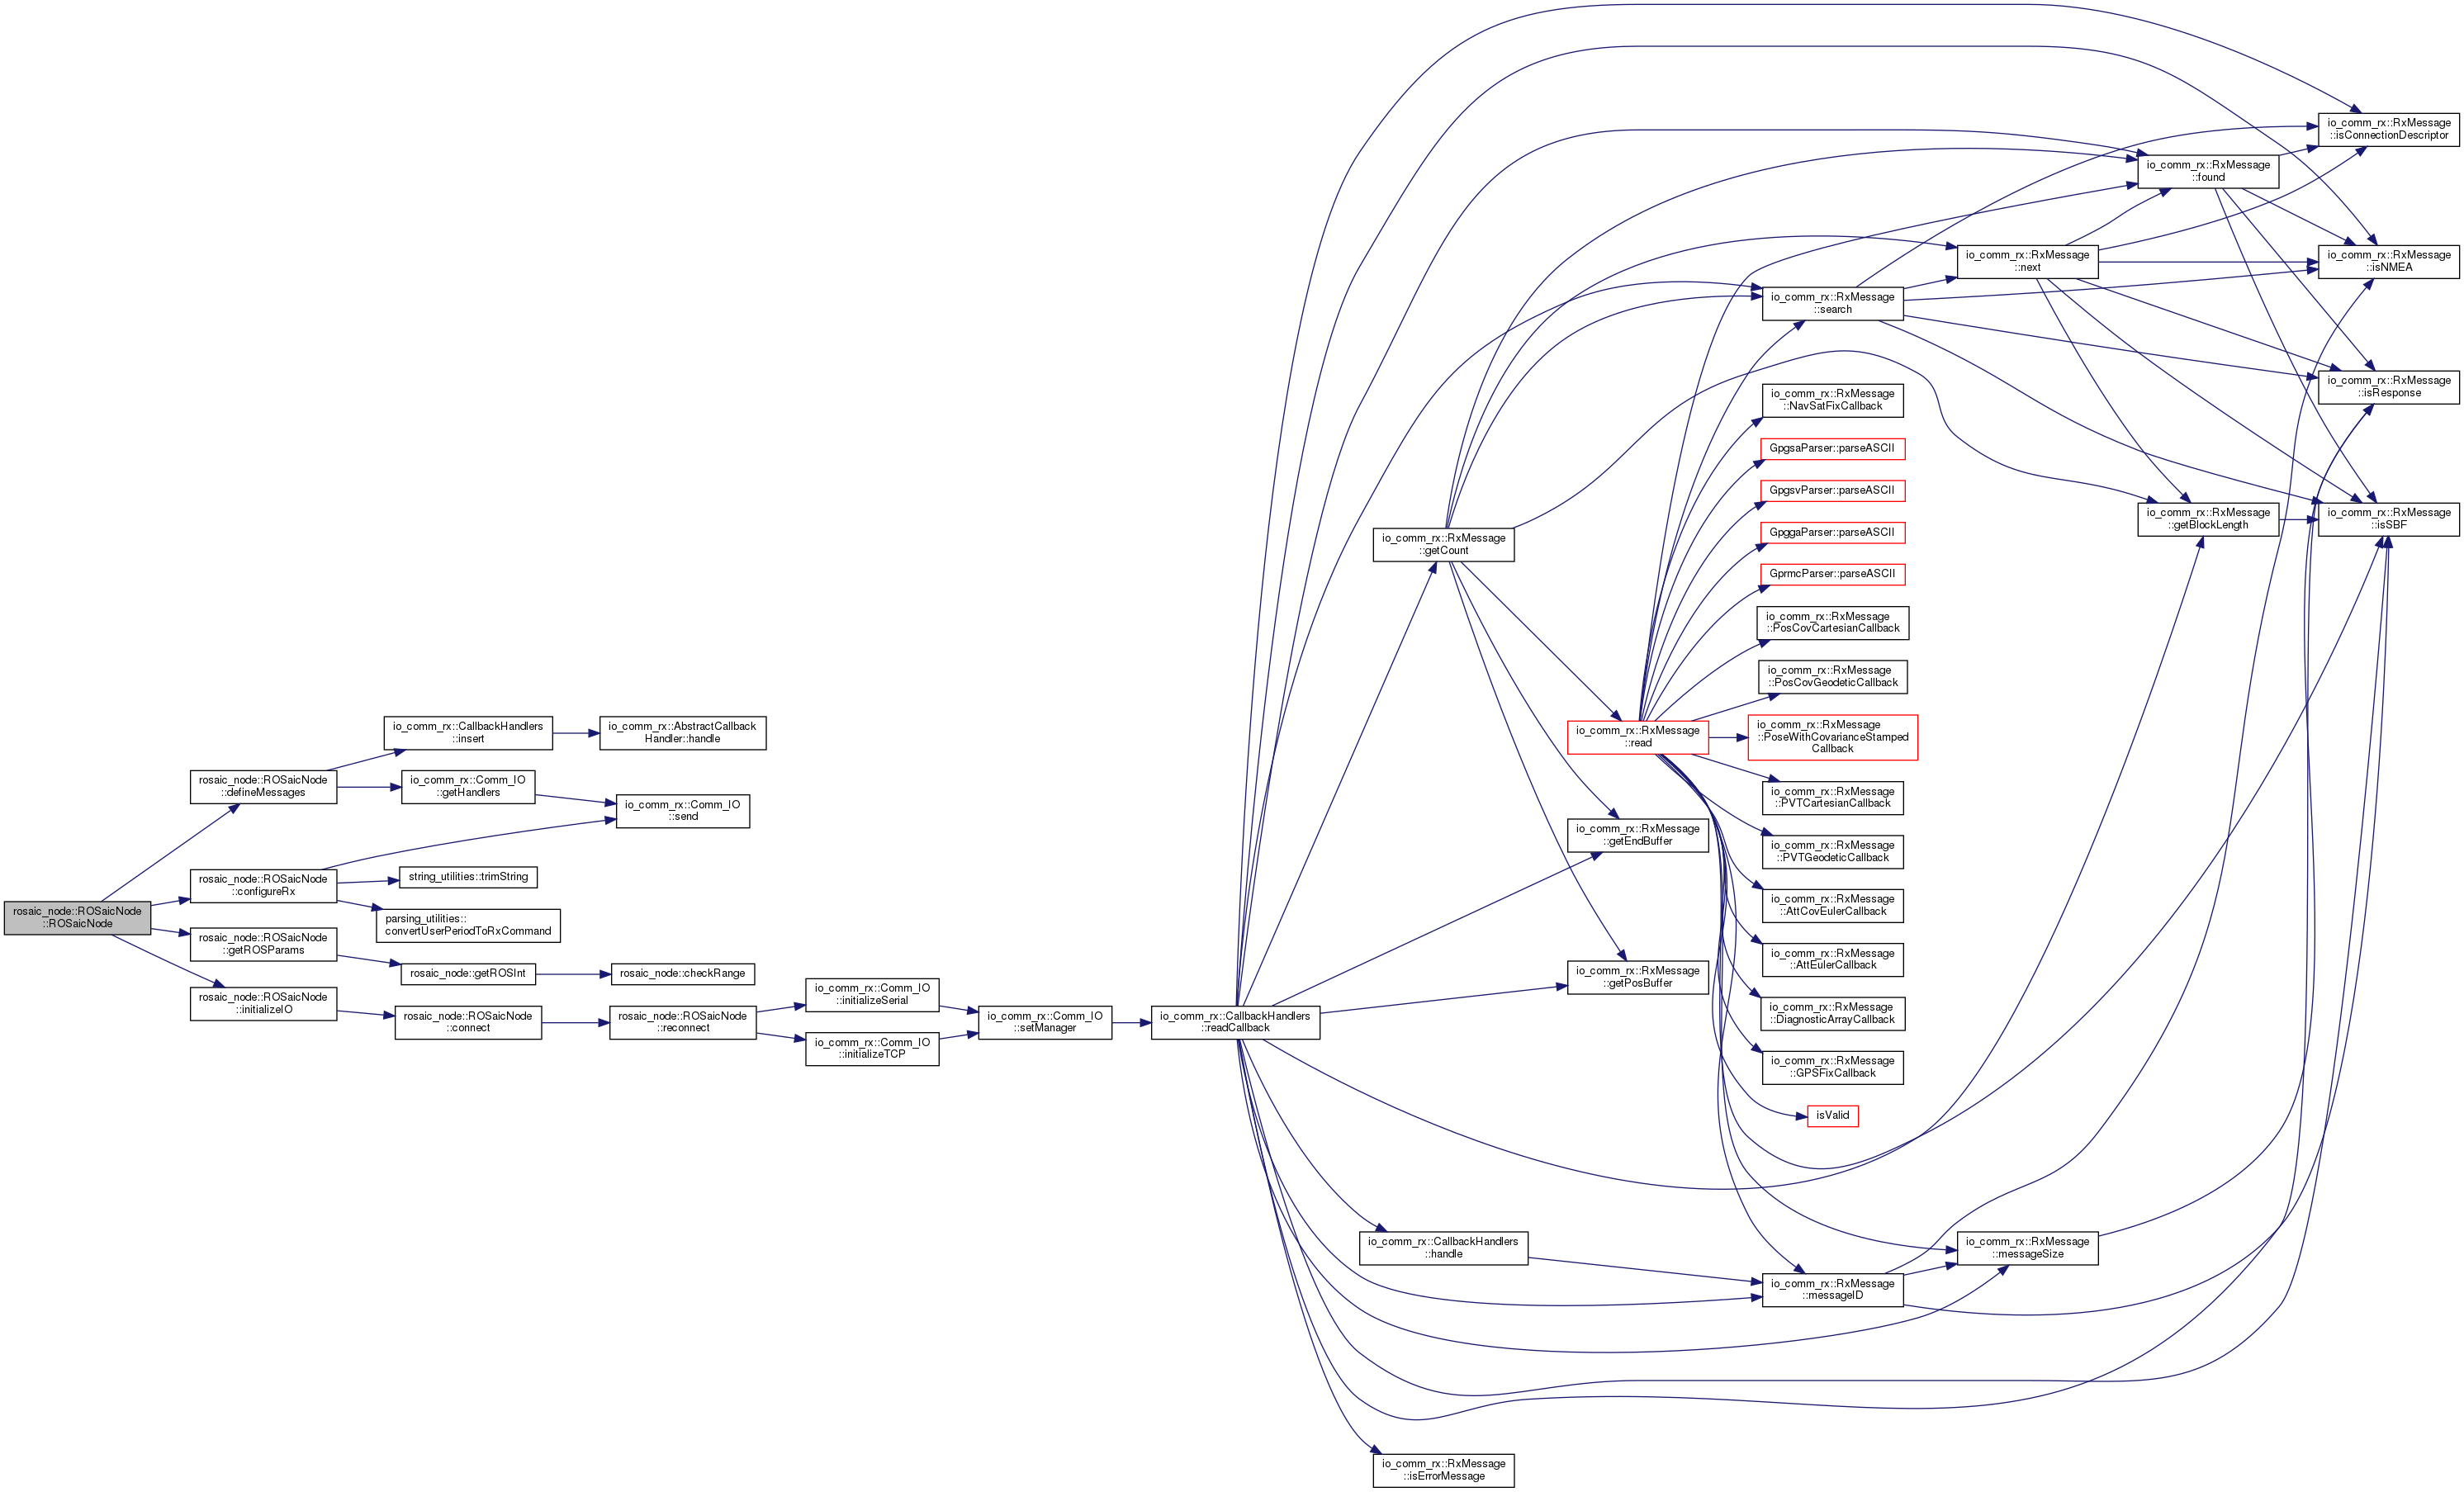 rosaic_node::ROSaicNode
::ROSaicNode
rosaic_node::ROSaicNode
::defineMessages
rosaic_node::ROSaicNode
::configureRx
rosaic_node::ROSaicNode
::getROSParams
rosaic_node::ROSaicNode
::initializeIO
io_comm_rx::CallbackHandlers
::insert
io_comm_rx::Comm_IO
::getHandlers
string_utilities::trimString
parsing_utilities::
convertUserPeriodToRxCommand
rosaic_node::getROSInt
rosaic_node::ROSaicNode
::connect
io_comm_rx::AbstractCallback
Handler::handle
io_comm_rx::Comm_IO
::send
rosaic_node::checkRange
rosaic_node::ROSaicNode
::reconnect
io_comm_rx::Comm_IO
::initializeSerial
io_comm_rx::Comm_IO
::initializeTCP
io_comm_rx::Comm_IO
::setManager
io_comm_rx::CallbackHandlers
::readCallback
io_comm_rx::RxMessage
::getCount
io_comm_rx::CallbackHandlers
::handle
io_comm_rx::RxMessage
::isErrorMessage
io_comm_rx::RxMessage
::read
io_comm_rx::RxMessage
::getEndBuffer
io_comm_rx::RxMessage
::getPosBuffer
io_comm_rx::RxMessage
::search
io_comm_rx::RxMessage
::NavSatFixCallback
GpgsaParser::parseASCII
GpgsvParser::parseASCII
GpggaParser::parseASCII
GprmcParser::parseASCII
io_comm_rx::RxMessage
::PosCovCartesianCallback
io_comm_rx::RxMessage
::PosCovGeodeticCallback
io_comm_rx::RxMessage
::PoseWithCovarianceStamped
Callback
io_comm_rx::RxMessage
::PVTCartesianCallback
io_comm_rx::RxMessage
::PVTGeodeticCallback
io_comm_rx::RxMessage
::AttCovEulerCallback
io_comm_rx::RxMessage
::AttEulerCallback
io_comm_rx::RxMessage
::DiagnosticArrayCallback
io_comm_rx::RxMessage
::GPSFixCallback
isValid
io_comm_rx::RxMessage
::messageID
io_comm_rx::RxMessage
::next
io_comm_rx::RxMessage
::messageSize
io_comm_rx::RxMessage
::found
io_comm_rx::RxMessage
::getBlockLength
io_comm_rx::RxMessage
::isConnectionDescriptor
io_comm_rx::RxMessage
::isNMEA
io_comm_rx::RxMessage
::isResponse
io_comm_rx::RxMessage
::isSBF